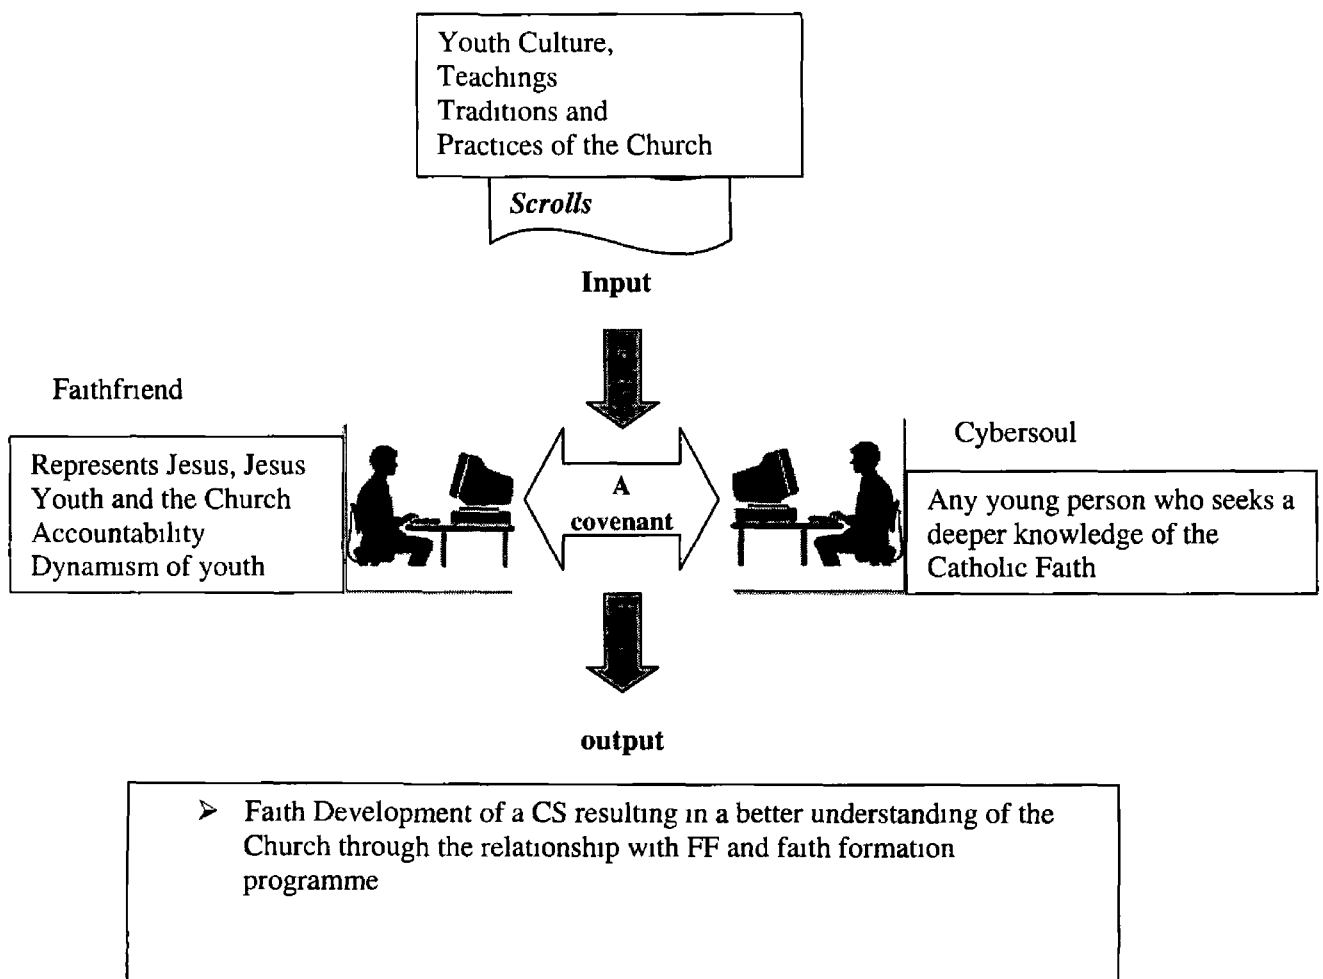 Youth Culture,
Teachings
Traditions and
Practices of the Church
Scrolls
Input
Faithfriend
Represents Jesus, Jesus
Youth and the Church
Accountability
Dynamism of youth
A
covenant
Cybersoul
Any young person who seeks a
deeper knowledge of the
Catholic Faith
output
➢ Faith Development of a CS resulting in a better understanding of the
Church through the relationship with FF and faith formation
programme